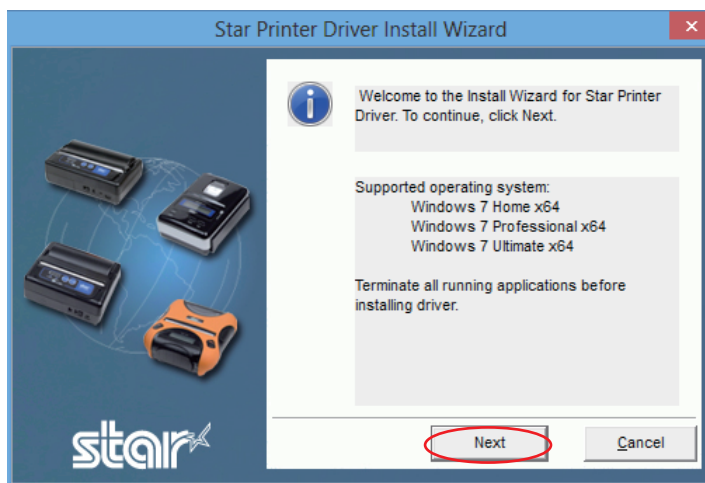 Star Printer Driver Install Wizard
Welcome to the Install Wizard for Star Printer
Driver. To continue, click Next.
Supported operating system:
Windows 7 Home x64
Windows 7 Professional x64
Windows 7 Ultimate x64
Terminate all running applications before
installing driver.
star
Next
Cancel